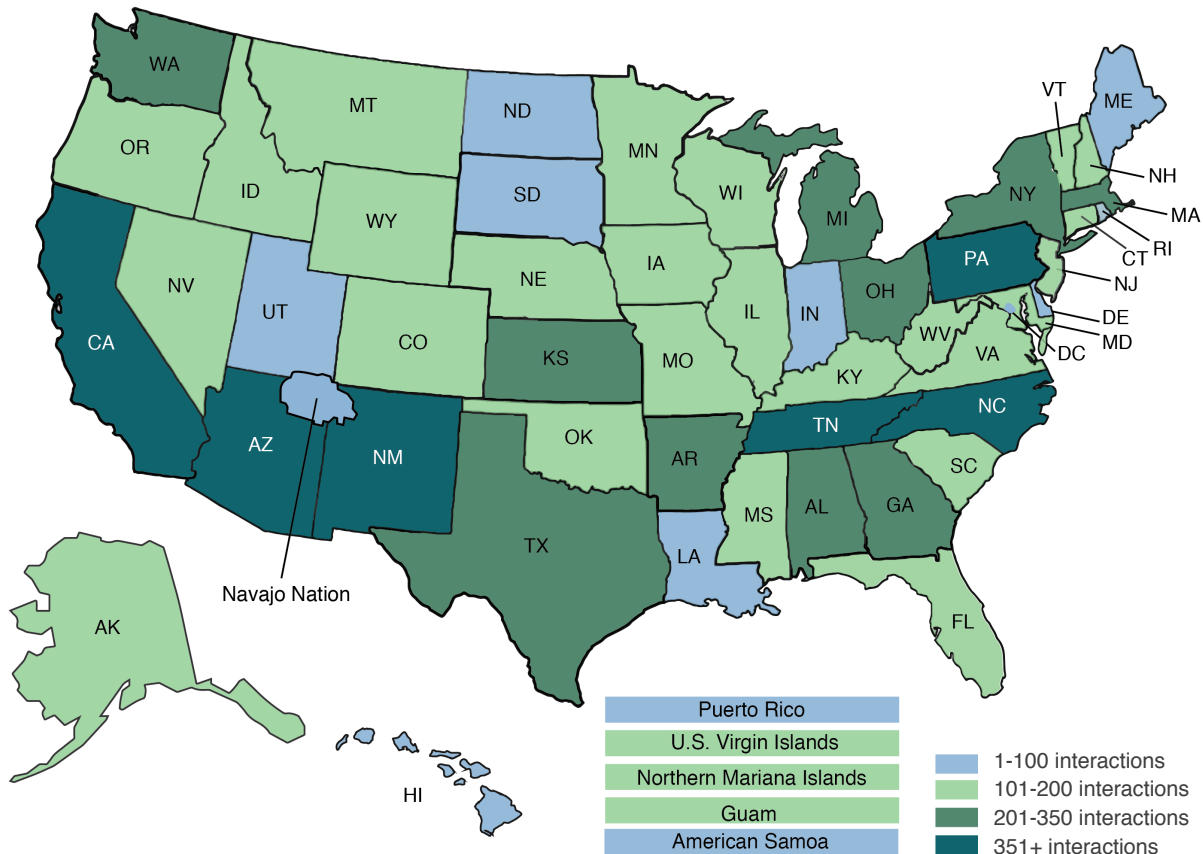 WA
MT
ND
MN
VT
ME
OR
ID
SD
WI
MI
NY
NH
WY
MA
IA
PA
CT
RI
NV
NE
NJ
UT
IL
IN
OH
DE
CA
CO
KS
MO
WV
VA
DC
MD
KY
AZ
NM
OK
AR
TN
NC
SC
MS
AL
GA
TX
LA
Navajo Nation
AK
FL
HI
Puerto Rico
U.S. Virgin Islands
Northern Mariana Islands
Guam
American Samoa
1-100 interactions
101-200 interactions
201-350 interactions
351+ interactions